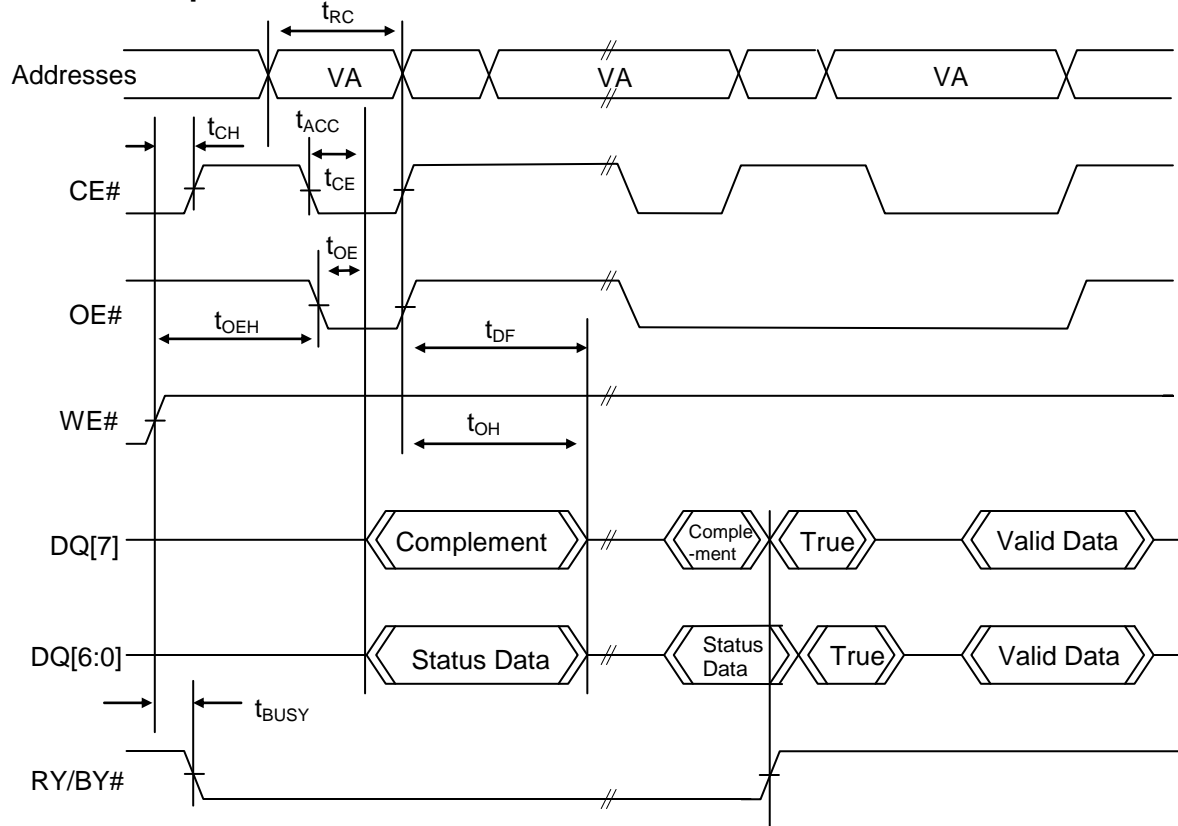 tRC
Addresses
VA
VA
VA
tCH
tACC
CE#
tCE
tOE
OE#
tOEH
tDF
WE#
tOH
DQ[7]
Complement
Comple
-ment
True
Valid Data
DQ[6:0]
Status Data
Status
Data
True
Valid Data
tBUSY
RY/BY#